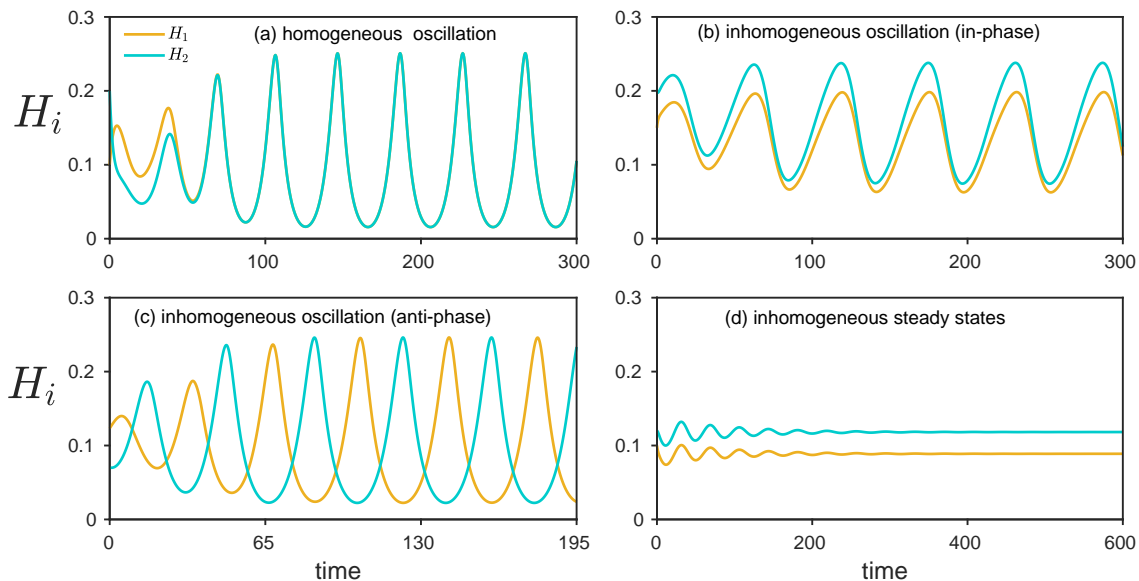 0.3
(a) homogeneous oscillation
H₁
H₂
0.2
H_i
0.1
0
0 100 200 300
0.3
(b) inhomogeneous oscillation (in-phase)
0.2
0.1
0
0 100 200 300
0.3
(c) inhomogeneous oscillation (anti-phase)
0.2
H_i
0.1
0
0 65 130 195
time
0.3
(d) inhomogeneous steady states
0.2
0.1
0
0 200 400 600
time